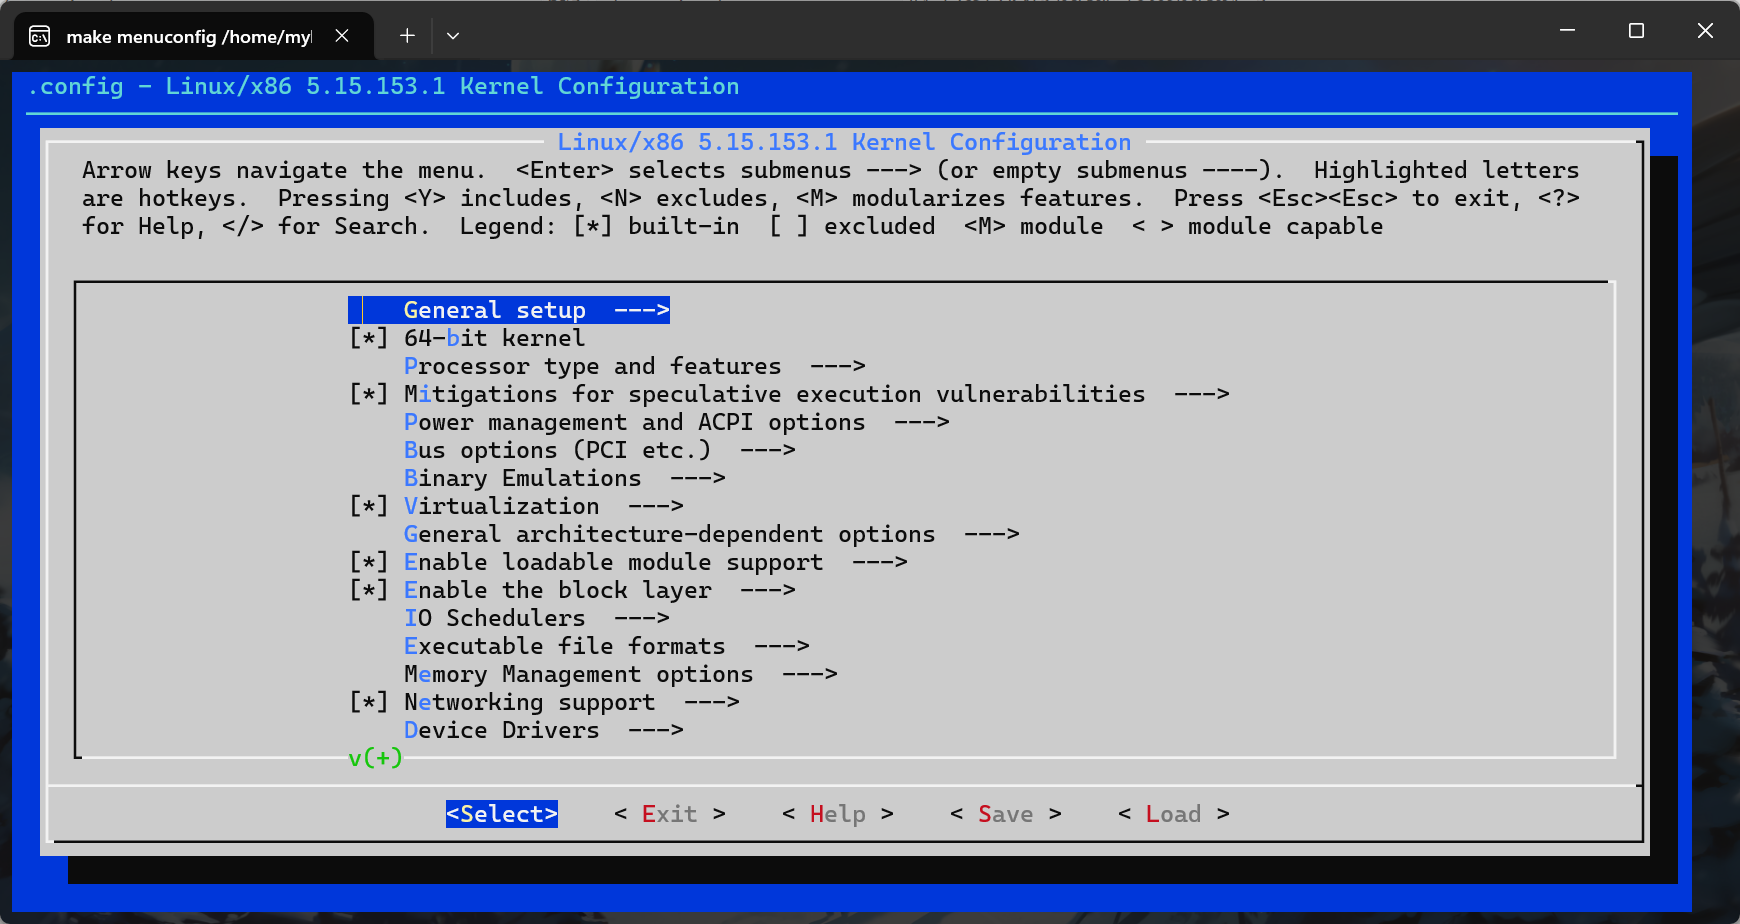 make menuconfig /home/my
.config - Linux/x86 5.15.153.1 Kernel Configuration
Linux/x86 5.15.153.1 Kernel Configuration
Arrow keys navigate the menu.  <Enter> selects submenus ---> (or empty submenus ----).  Highlighted letters
are hotkeys.  Pressing <Y> includes, <N> excludes, <M> modularizes features.  Press <Esc><Esc> to exit, <?>
for Help, </> for Search.  Legend: [*] built-in  [ ] excluded  <M> module  < > module capable
General setup  --->
[*] 64-bit kernel
Processor type and features  --->
[*] Mitigations for speculative execution vulnerabilities  --->
Power management and ACPI options  --->
Bus options (PCI etc.)  --->
Binary Emulations  --->
[*] Virtualization  --->
General architecture-dependent options  --->
[*] Enable loadable module support  --->
[*] Enable the block layer  --->
IO Schedulers  --->
Executable file formats  --->
Memory Management options  --->
[*] Networking support  --->
Device Drivers  --->
v(+)
<Select>    < Exit >    < Help >    < Save >    < Load >